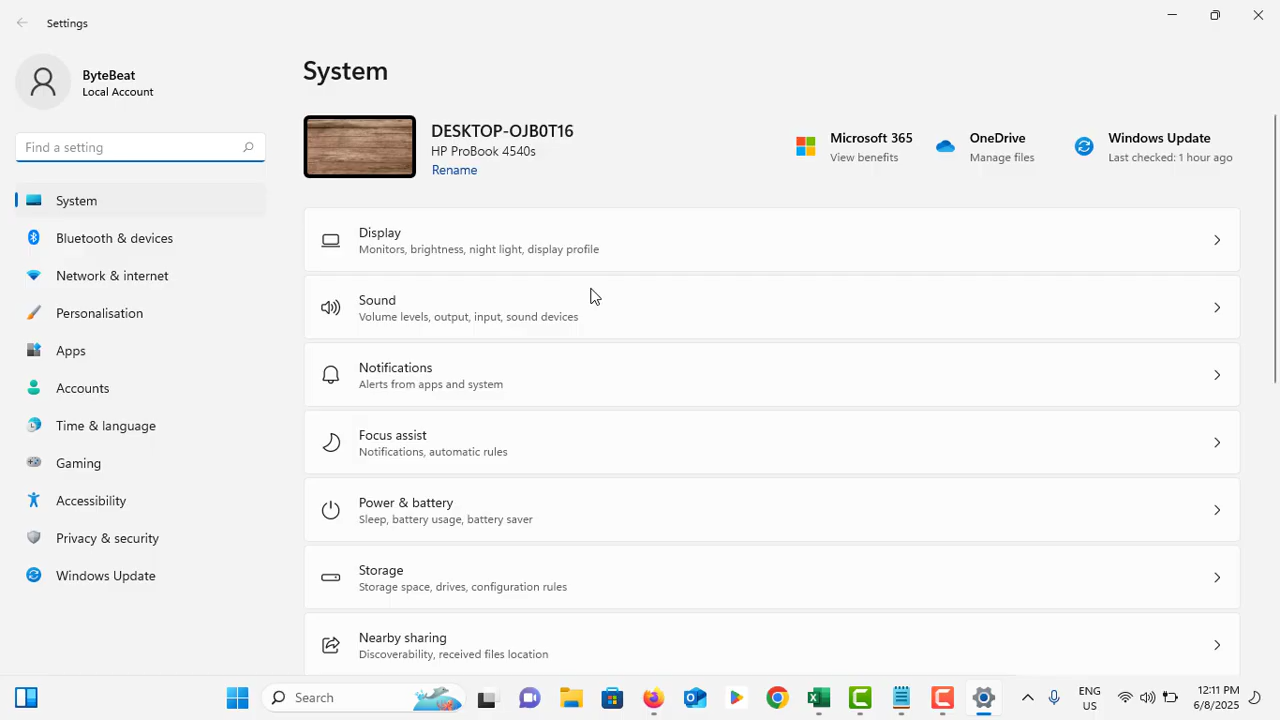 Settings
ByteBeat
Local Account
Find a setting
System
Bluetooth & devices
Network & internet
Personalisation
Apps
Accounts
Time & language
Gaming
Accessibility
Privacy & security
Windows Update
System
DESKTOP-OJB0T16
HP ProBook 4540s
Rename
Microsoft 365
View benefits
OneDrive
Manage files
Windows Update
Last checked: 1 hour ago
Display
Monitors, brightness, night light, display profile
Sound
Volume levels, output, input, sound devices
Notifications
Alerts from apps and system
Focus assist
Notifications, automatic rules
Power & battery
Sleep, battery usage, battery saver
Storage
Storage space, drives, configuration rules
Nearby sharing
Discoverability, received files location
Search
ENG
US
12:11 PM
6/8/2025